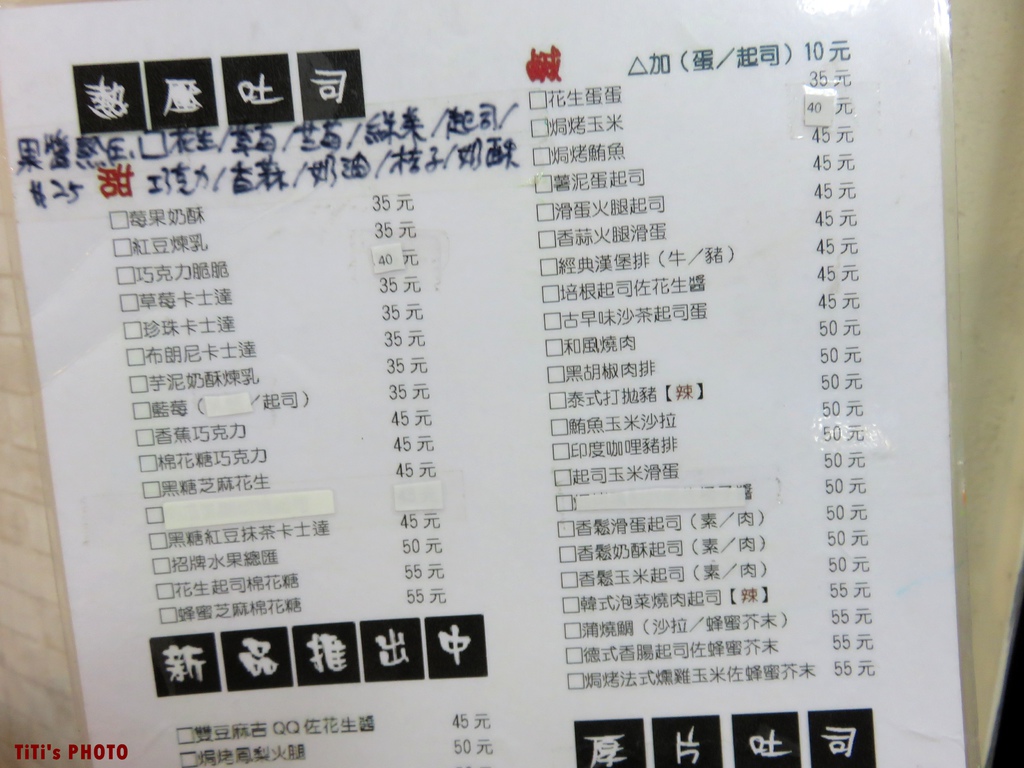 熱壓吐司
果醬熱壓 □花生/草莓/藍莓/鮮菜/起司/
$25 巧克力/香蒜/奶油/桔子/奶酥
甜
□莓果奶酥 35元
□紅豆煉乳 35元
□巧克力脆脆 40元
□草莓卡士達 35元
□珍珠卡士達 35元
□布朗尼卡士達 35元
□芋泥奶酥煉乳 35元
□藍莓（ ／起司） 35元
□香蕉巧克力 45元
□棉花糖巧克力 45元
□黑糖芝麻花生 45元
□
□黑糖紅豆抹茶卡士達 45元
□招牌水果總匯 50元
□花生起司棉花糖 55元
□蜂蜜芝麻棉花糖 55元
新品推出中
□雙豆麻吉QQ佐花生醬 45元
□焗烤鳳梨火腿 50元
鹹 △加（蛋／起司）10元
□花生蛋蛋 35元
□焗烤玉米 40元
□焗烤鮪魚 45元
□薯泥蛋起司 45元
□滑蛋火腿起司 45元
□香蒜火腿滑蛋 45元
□經典漢堡排（牛／豬） 45元
□培根起司佐花生醬 45元
□古早味沙茶起司蛋 45元
□和風燒肉 50元
□黑胡椒肉排 50元
□泰式打拋豬【辣】 50元
□鮪魚玉米沙拉 50元
□印度咖哩豬排 50元
□起司玉米滑蛋 50元
□ 醬 50元
□香鬆滑蛋起司（素／肉） 50元
□香鬆奶酥起司（素／肉） 50元
□香鬆玉米起司（素／肉） 50元
□韓式泡菜燒肉起司【辣】 55元
□蒲燒鯛（沙拉／蜂蜜芥末） 55元
□德式香腸起司佐蜂蜜芥末 55元
□焗烤法式燻雞玉米佐蜂蜜芥末 55元
厚片吐司
TiTi's PHOTO